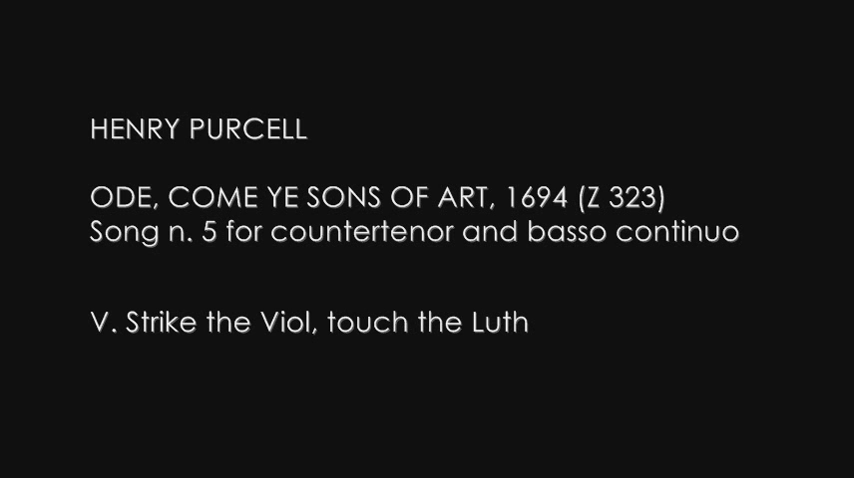 HENRY PURCELL
ODE, COME YE SONS OF ART, 1694 (Z 323)
Song n. 5 for countertenor and basso continuo
V. Strike the Viol, touch the Luth